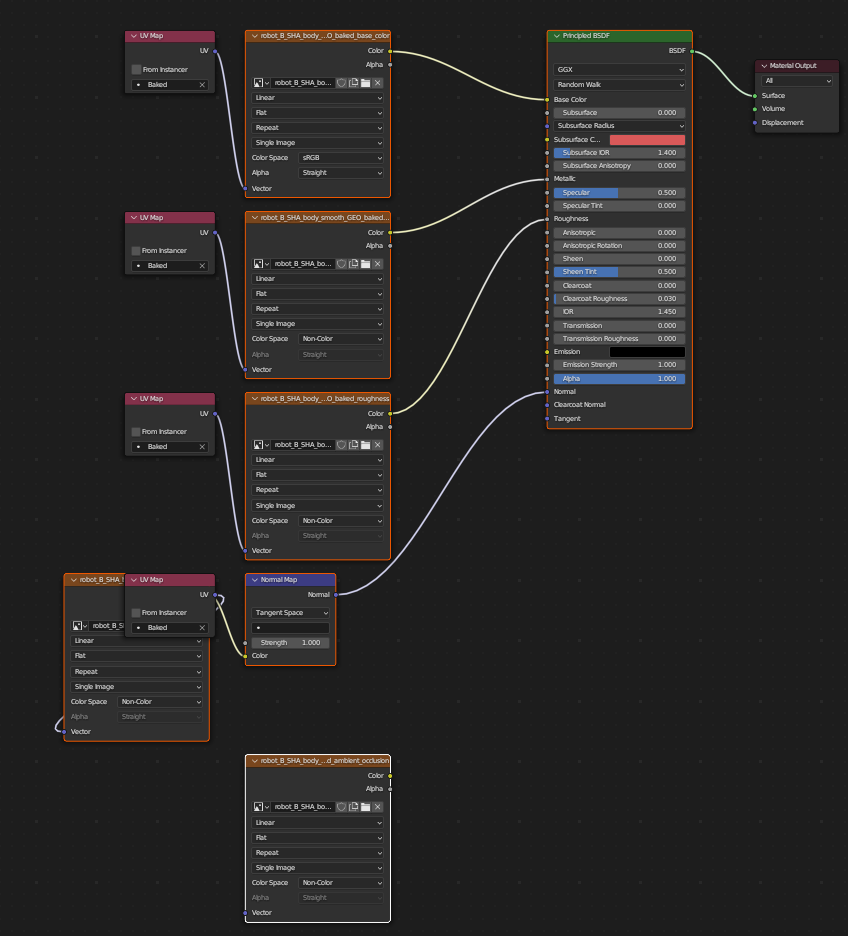 UV Map
UV
From Instancer
Baked
robot_B_SHA_body_...O_baked_base_color
Color
Alpha
robot_B_SHA_bo...
Linear
Flat
Repeat
Single Image
Color Space sRGB
Alpha Straight
Vector
UV Map
UV
From Instancer
Baked
robot_B_SHA_body_smooth_GEO_baked...
Color
Alpha
robot_B_SHA_bo...
Linear
Flat
Repeat
Single Image
Color Space Non-Color
Alpha Straight
Vector
UV Map
UV
From Instancer
Baked
robot_B_SHA_body_...O_baked_roughness
Color
Alpha
robot_B_SHA_bo...
Linear
Flat
Repeat
Single Image
Color Space Non-Color
Alpha Straight
Vector
robot_B_SHA_
UV Map
UV
From Instancer
Baked
robot_B_S
Linear
Flat
Repeat
Single Image
Color Space Non-Color
Alpha Straight
Vector
Normal Map
Normal
Tangent Space
Strength 1.000
Color
robot_B_SHA_body_...d_ambient_occlusion
Color
Alpha
robot_B_SHA_bo...
Linear
Flat
Repeat
Single Image
Color Space Non-Color
Alpha Straight
Vector
Principled BSDF
BSDF
GGX
Random Walk
Base Color
Subsurface 0.000
Subsurface Radius
Subsurface C...
Subsurface IOR 1.400
Subsurface Anisotropy 0.000
Metallic
Specular 0.500
Specular Tint 0.000
Roughness
Anisotropic 0.000
Anisotropic Rotation 0.000
Sheen 0.000
Sheen Tint 0.500
Clearcoat 0.000
Clearcoat Roughness 0.030
IOR 1.450
Transmission 0.000
Transmission Roughness 0.000
Emission
Emission Strength 1.000
Alpha 1.000
Normal
Clearcoat Normal
Tangent
Material Output
All
Surface
Volume
Displacement